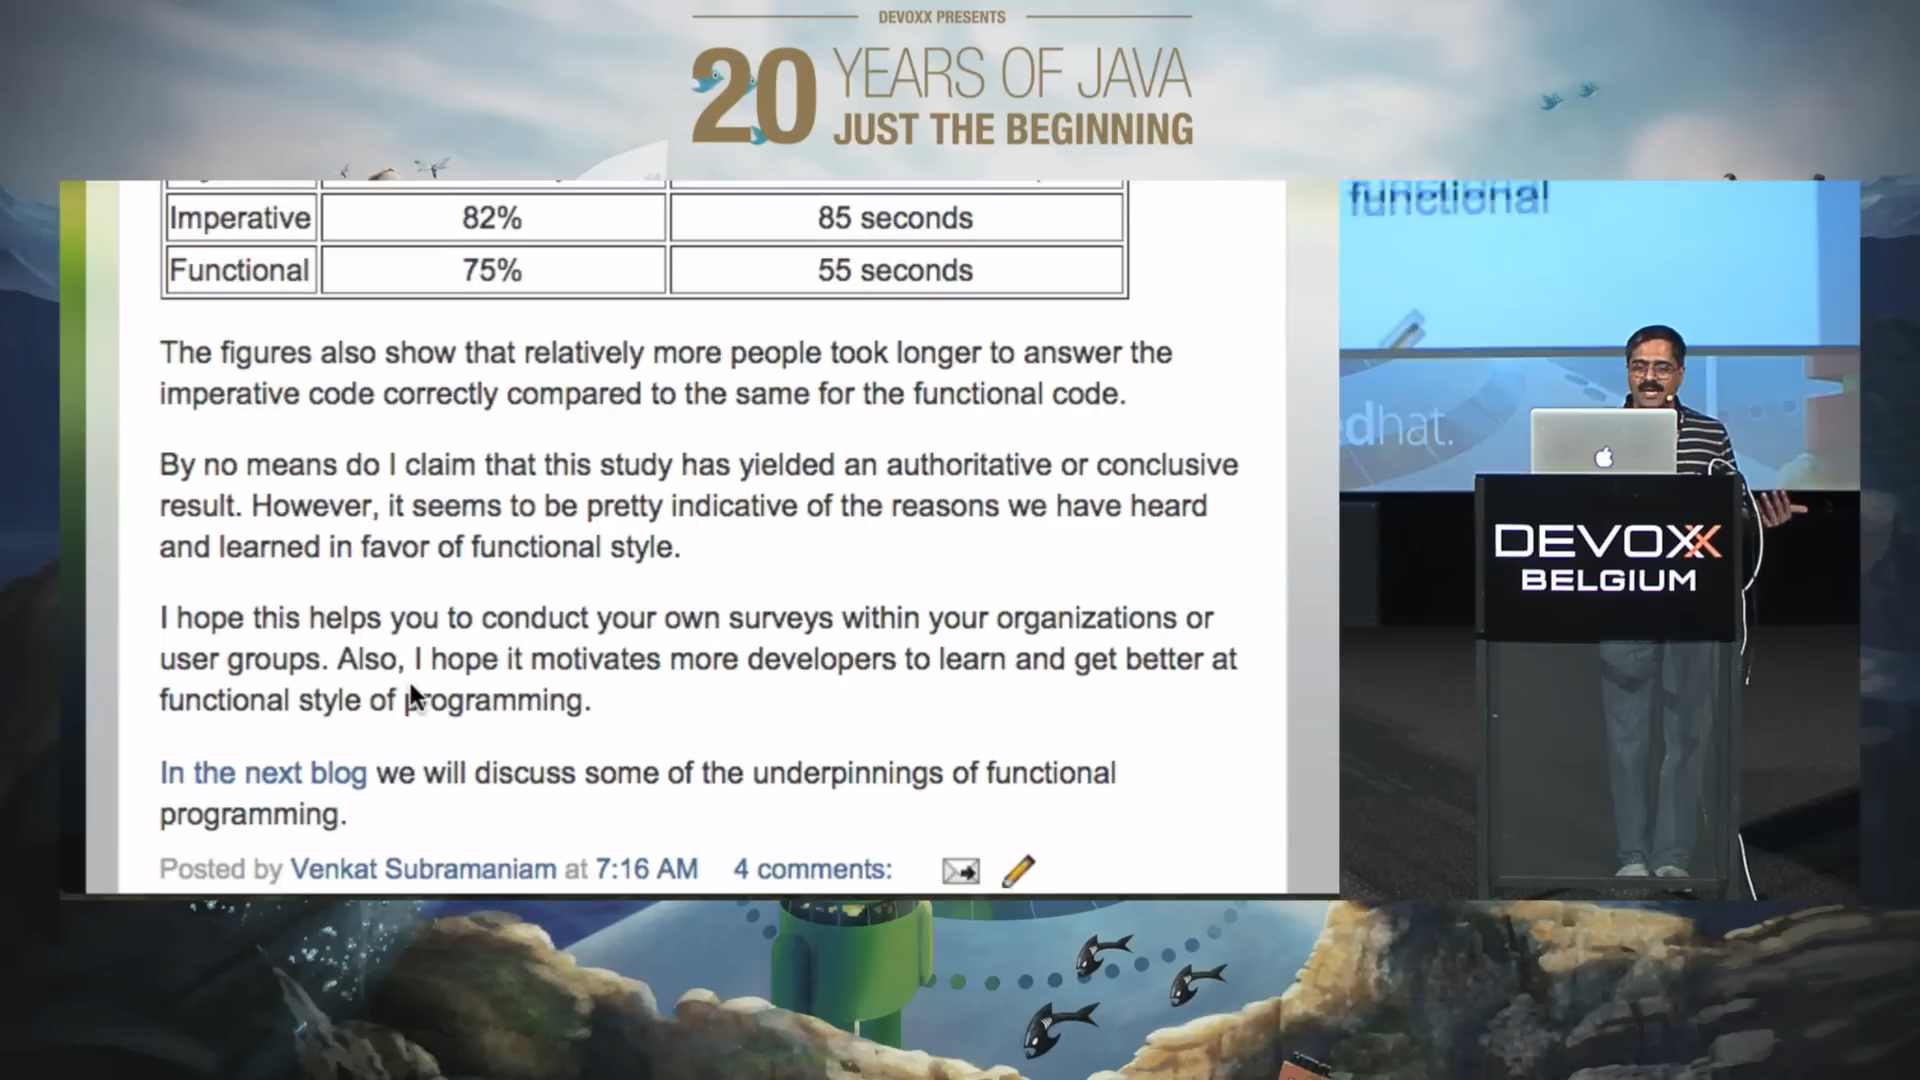 DEVOXX PRESENTS
20 YEARS OF JAVA
JUST THE BEGINNING
Imperative 82% 85 seconds
Functional 75% 55 seconds
The figures also show that relatively more people took longer to answer the
imperative code correctly compared to the same for the functional code.
By no means do I claim that this study has yielded an authoritative or conclusive
result. However, it seems to be pretty indicative of the reasons we have heard
and learned in favor of functional style.
I hope this helps you to conduct your own surveys within your organizations or
user groups. Also, I hope it motivates more developers to learn and get better at
functional style of programming.
In the next blog we will discuss some of the underpinnings of functional
programming.
Posted by Venkat Subramaniam at 7:16 AM 4 comments:
functional
dhat.
DEVOXX
BELGIUM